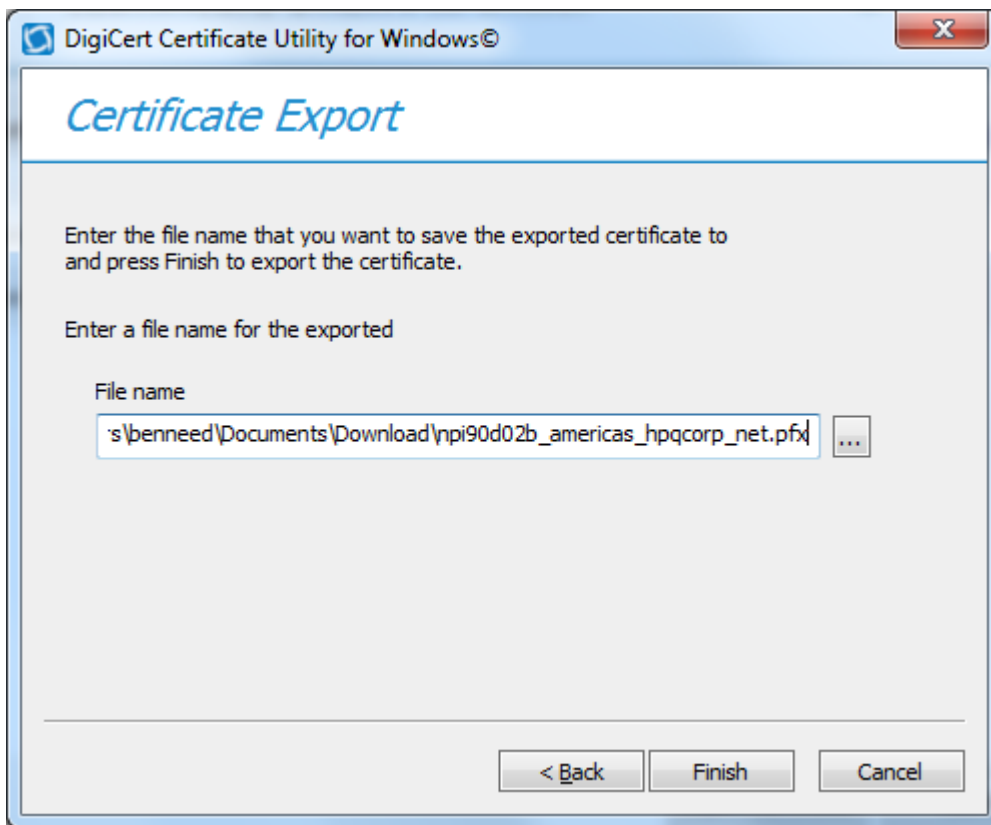 DigiCert Certificate Utility for Windows©
Certificate Export
Enter the file name that you want to save the exported certificate to
and press Finish to export the certificate.
Enter a file name for the exported
File name
s\benneed\Documents\Download\npi90d02b_americas_hpqcorp_net.pfx
...
< Back
Finish
Cancel